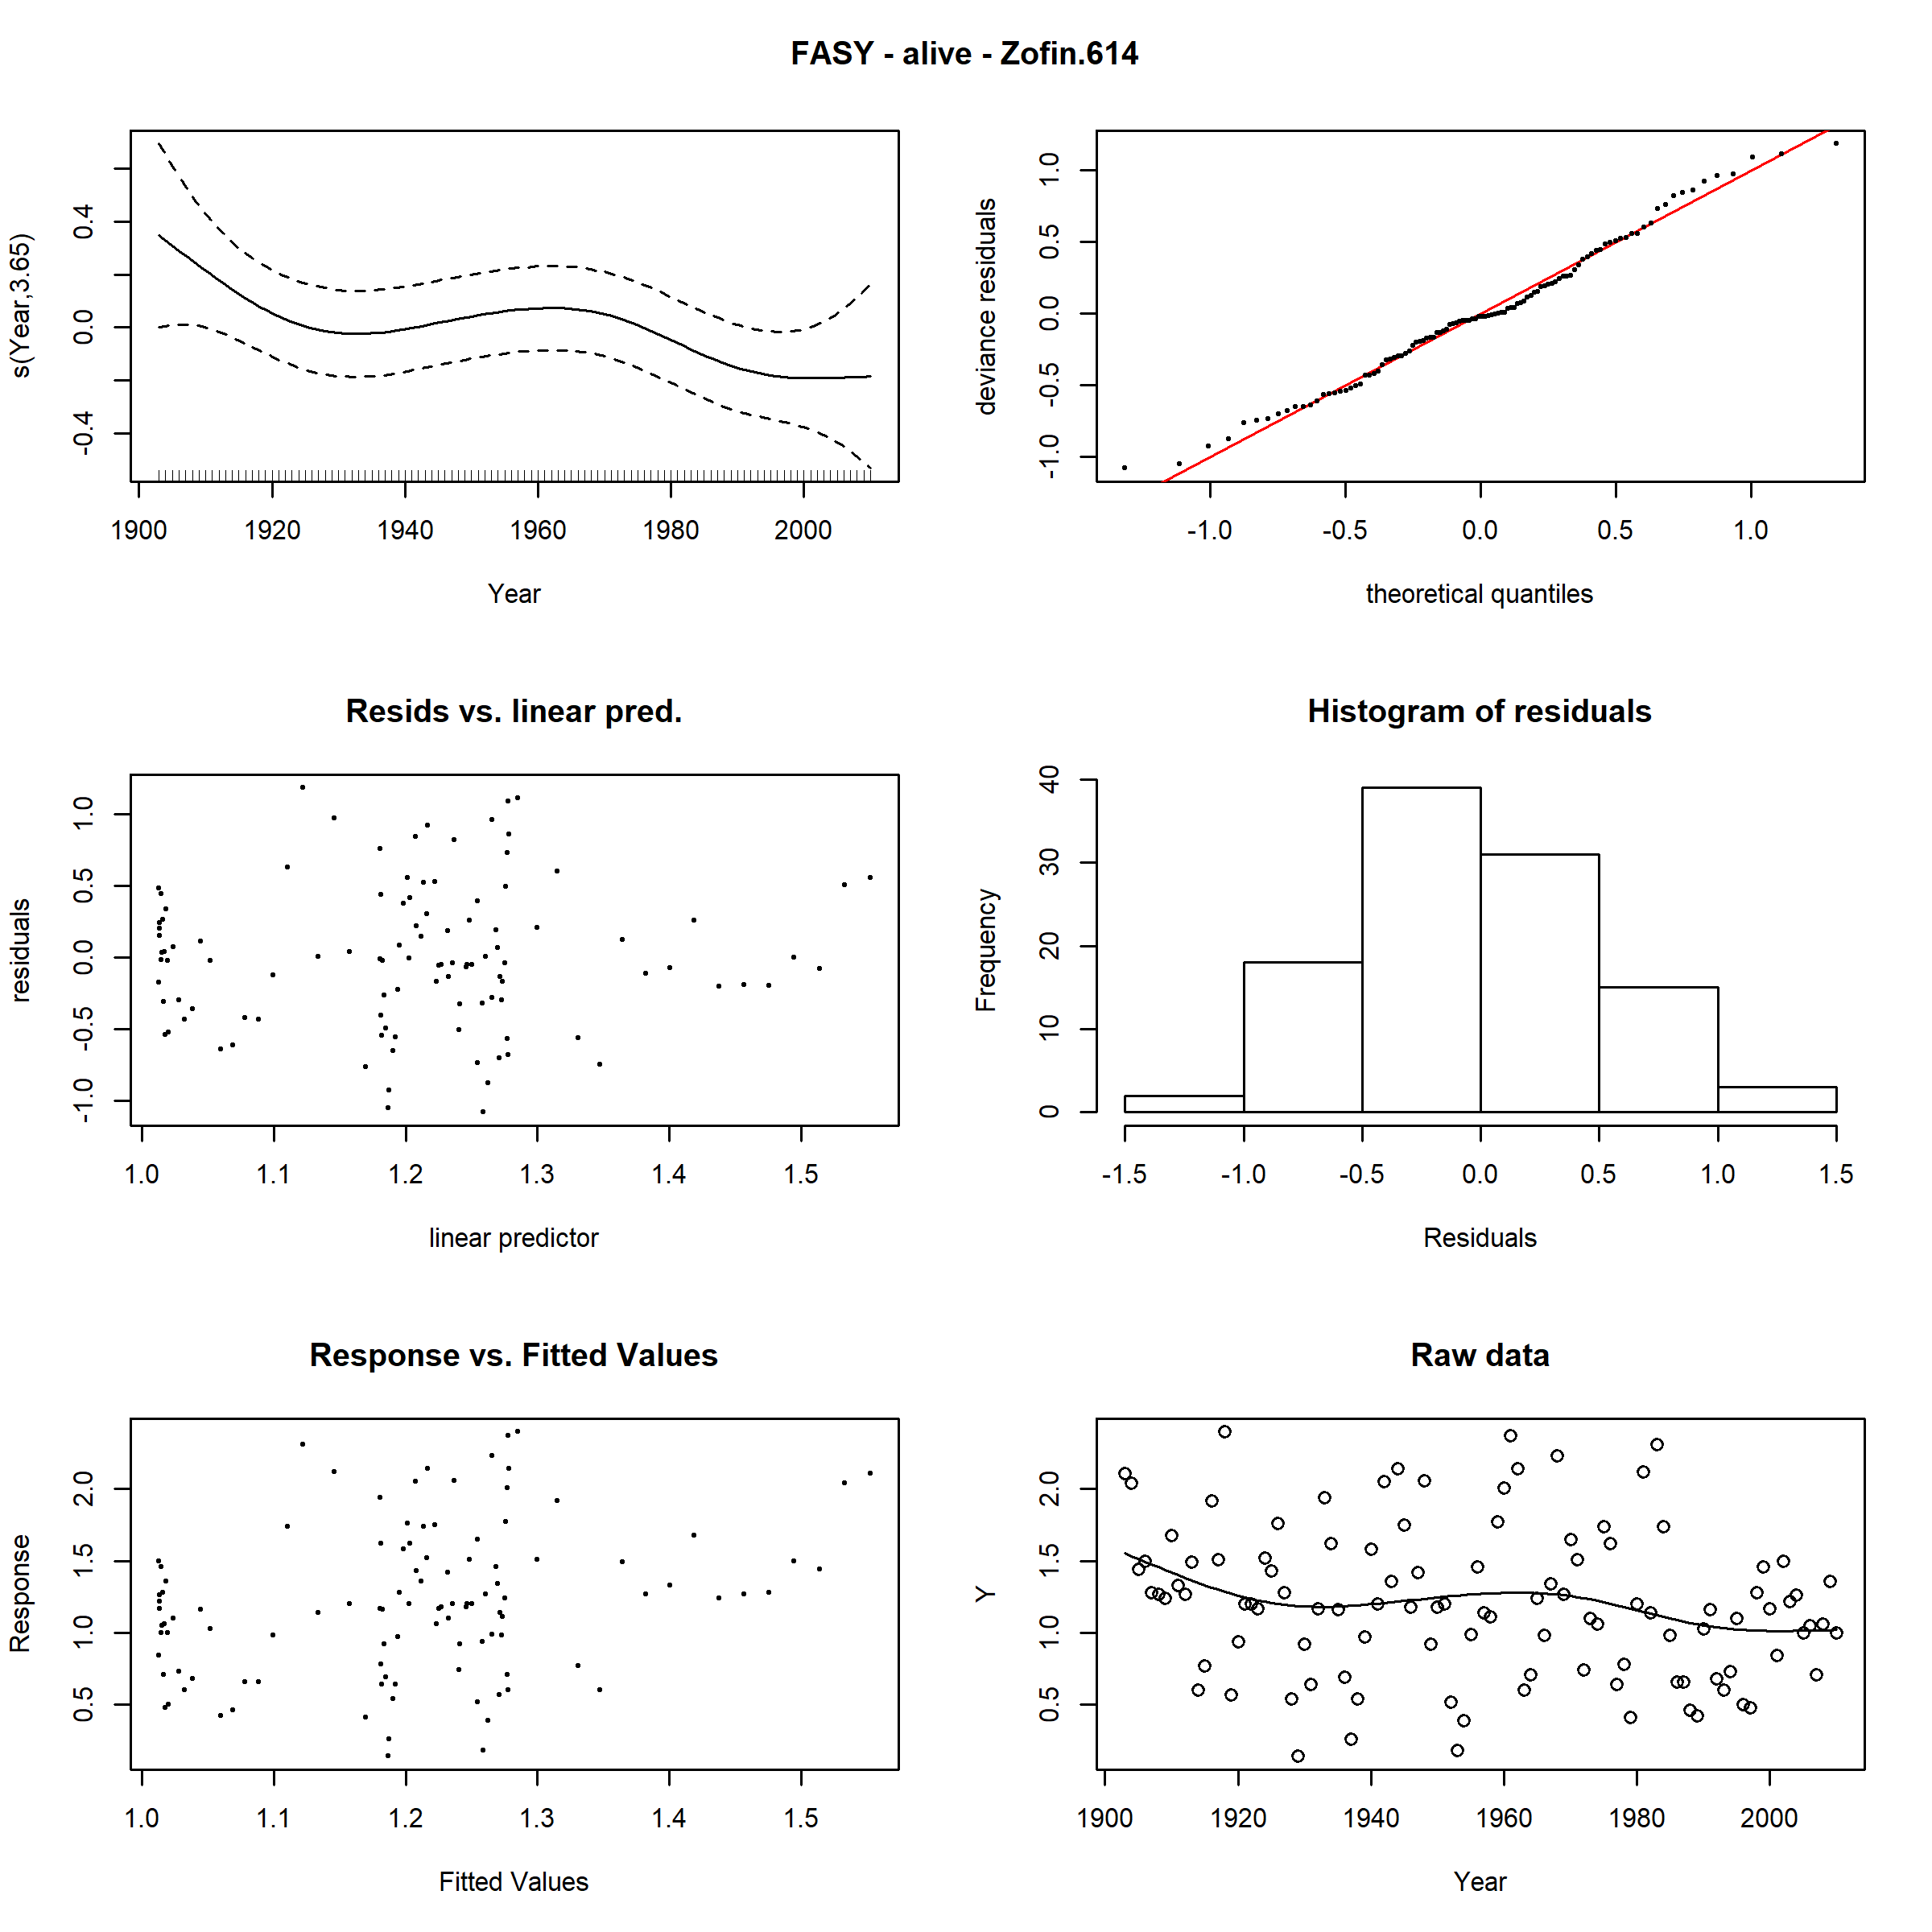 FASY - alive - Zofin.614
s(Year,3.65)
-0.4 0.0 0.4
1900 1920 1940 1960 1980 2000
Year
deviance residuals
-1.0 -0.5 0.0 0.5 1.0
-1.0 -0.5 0.0 0.5 1.0
theoretical quantiles
Resids vs. linear pred.
residuals
-1.0 -0.5 0.0 0.5 1.0
1.0 1.1 1.2 1.3 1.4 1.5
linear predictor
Histogram of residuals
Frequency
0 10 20 30 40
-1.5 -1.0 -0.5 0.0 0.5 1.0 1.5
Residuals
Response vs. Fitted Values
Response
0.5 1.0 1.5 2.0
1.0 1.1 1.2 1.3 1.4 1.5
Fitted Values
Raw data
Y
0.5 1.0 1.5 2.0
1900 1920 1940 1960 1980 2000
Year